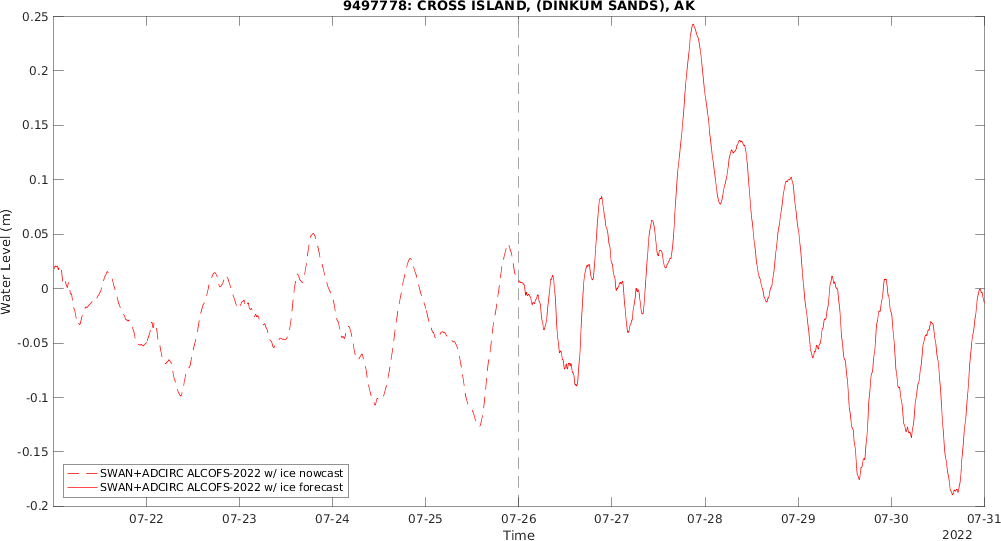 9497778: CROSS ISLAND, (DINKUM SANDS), AK
0.25
0.2
0.15
0.1
0.05
0
-0.05
-0.1
-0.15
-0.2
Water Level (m)
SWAN+ADCIRC ALCOFS-2022 w/ ice nowcast
SWAN+ADCIRC ALCOFS-2022 w/ ice forecast
07-22 07-23 07-24 07-25 07-26 07-27 07-28 07-29 07-30 07-31
Time
2022